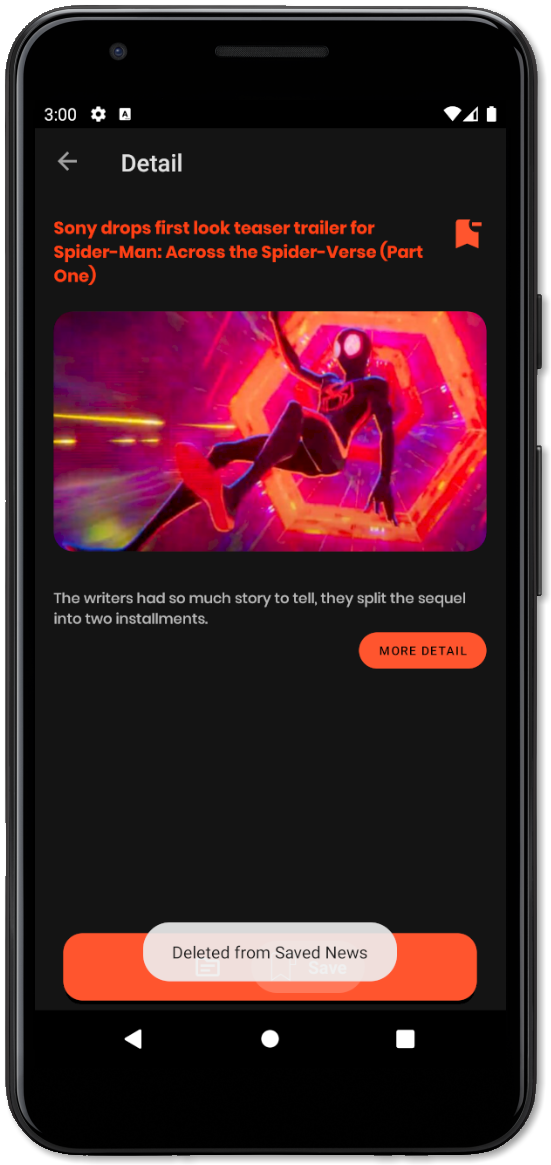 3:00
Detail
Sony drops first look teaser trailer for
Spider-Man: Across the Spider-Verse (Part
One)
The writers had so much story to tell, they split the sequel
into two installments.
MORE DETAIL
Deleted from Saved News
Save